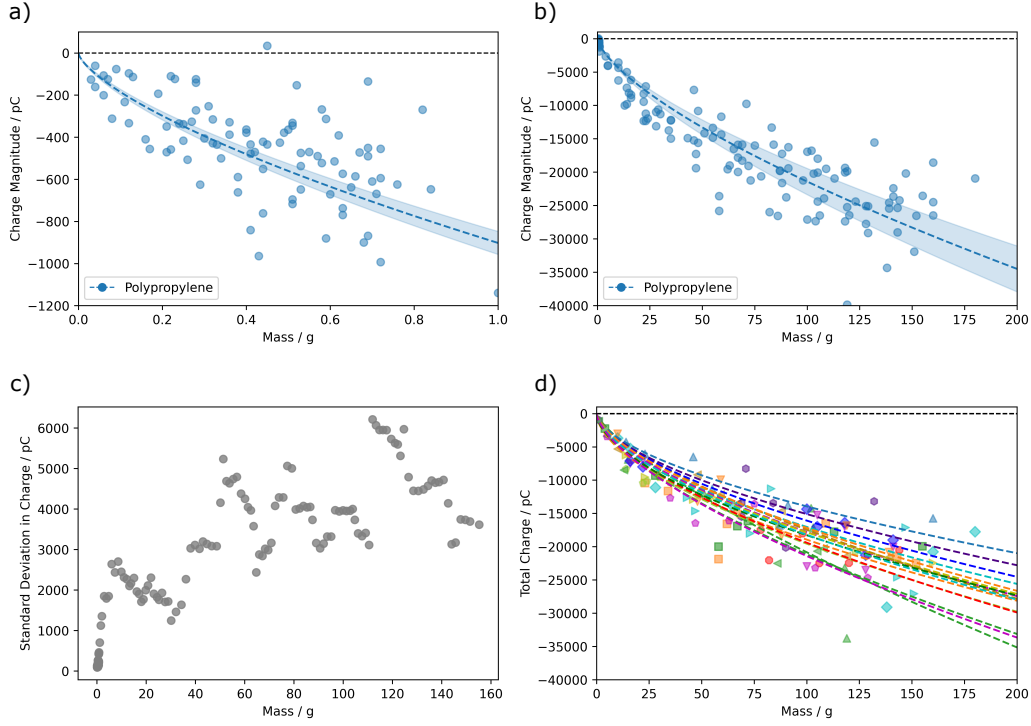 a)
0
−200
−400
−600
−800
−1000
−1200
Charge Magnitude / pC
Polypropylene
0.0 0.2 0.4 0.6 0.8 1.0
Mass / g
b)
0
−5000
−10000
−15000
−20000
−25000
−30000
−35000
−40000
Charge Magnitude / pC
Polypropylene
0 25 50 75 100 125 150 175 200
Mass / g
c)
6000
5000
4000
3000
2000
1000
0
Standard Deviation in Charge / pC
0 20 40 60 80 100 120 140 160
Mass / g
d)
0
−5000
−10000
−15000
−20000
−25000
−30000
−35000
−40000
Total Charge / pC
0 25 50 75 100 125 150 175 200
Mass / g